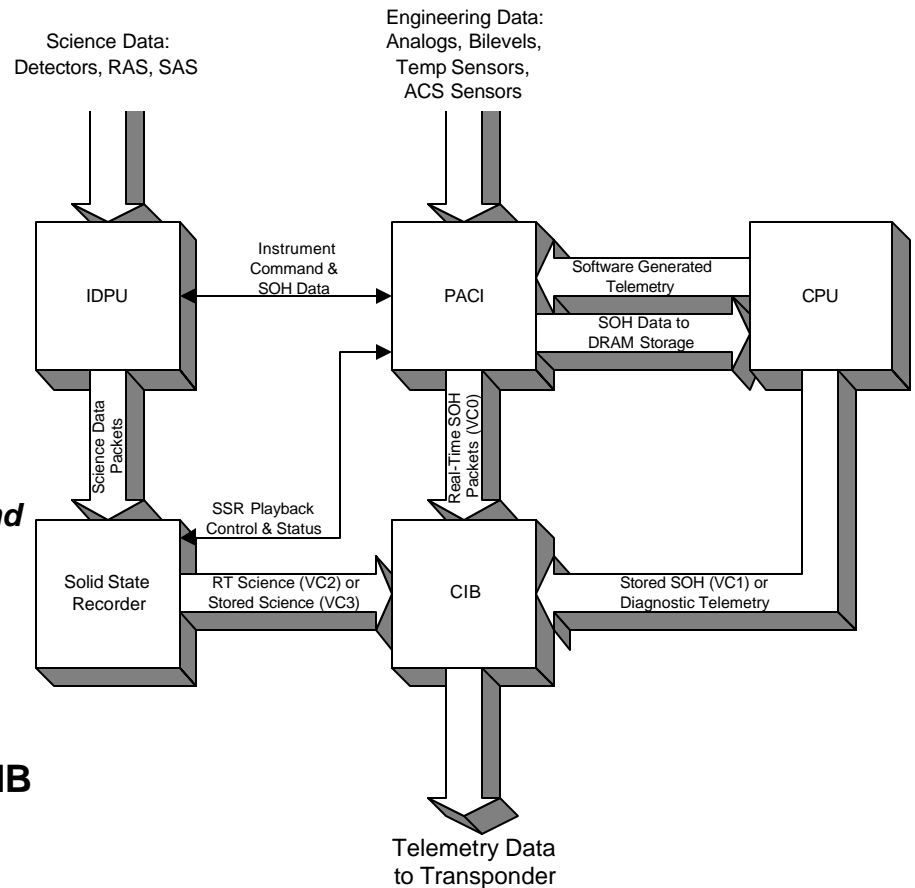 Science Data:
Detectors, RAS, SAS
Engineering Data:
Analogs, Bilevels,
Temp Sensors,
ACS Sensors
IDPU
Instrument
Command &
SOH Data
PACI
Software Generated
Telemetry
SOH Data to
DRAM Storage
CPU
Science Data
Packets
Real-Time SOH
Packets (VC0)
nd
SSR Playback
Control & Status
Solid State
Recorder
RT Science (VC2) or
Stored Science (VC3)
CIB
Stored SOH (VC1) or
Diagnostic Telemetry
IB
Telemetry Data
to Transponder